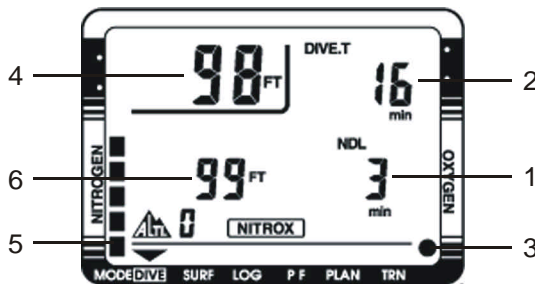 4
98 FT
DIVE.T
16
min
2
NITROGEN
OXYGEN
6
99 FT
NDL
3
min
1
ALTI 0
NITROX
5
3
MODE DIVE SURF LOG P F PLAN TRN